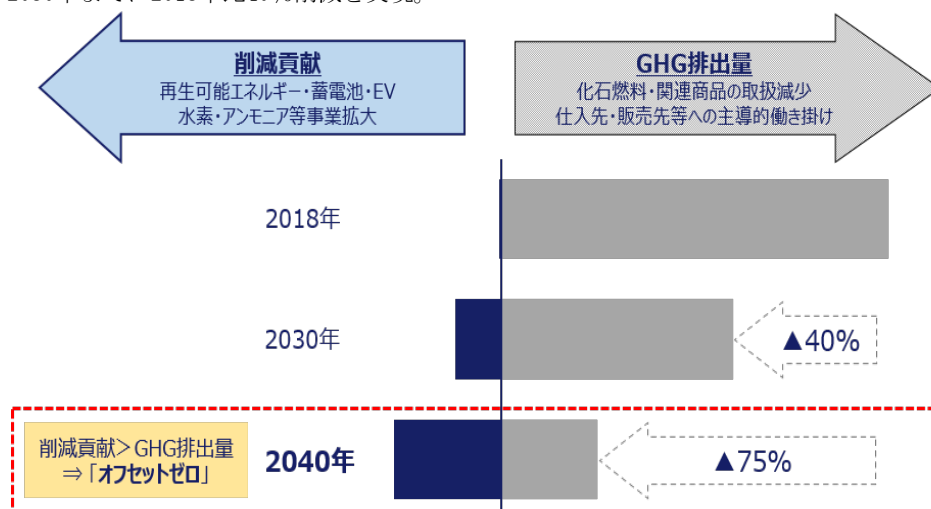 削減貢献
再生可能エネルギー・蓄電池・EV
水素・アンモニア等事業拡大
GHG排出量
化石燃料・関連商品の取扱減少
仕入先・販売先等への主導的働き掛け
2018年
2030年
▲40%
削減貢献＞GHG排出量
⇒「オフセットゼロ」
2040年
▲75%